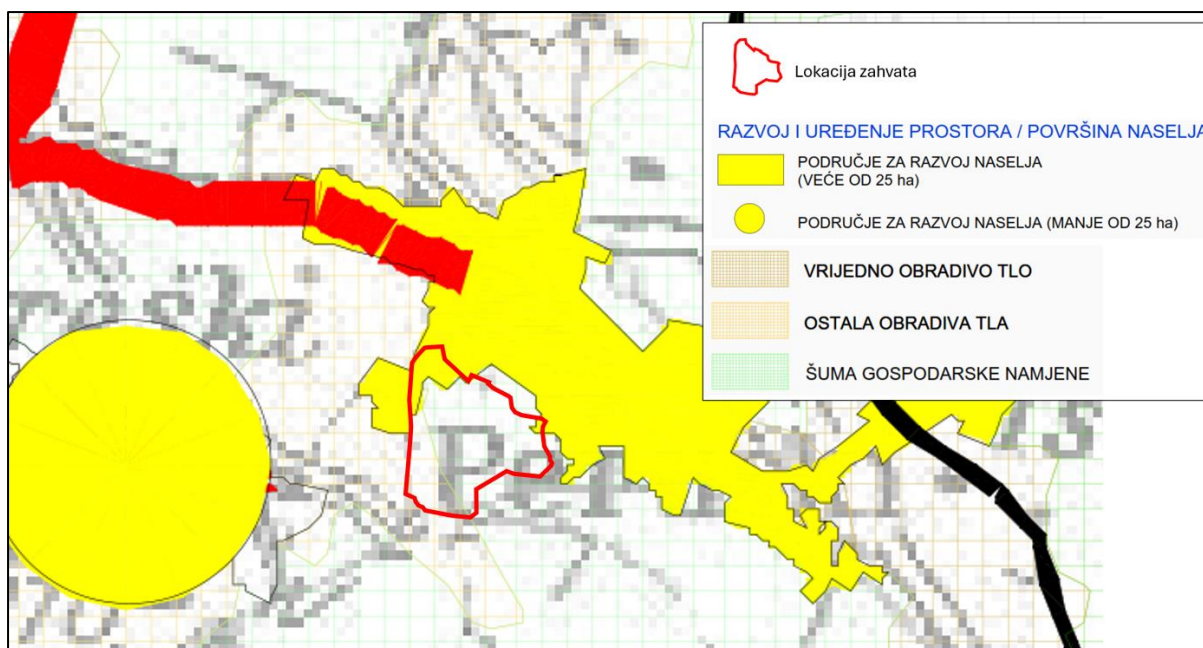 Lokacija zahvata
RAZVOJ I UREĐENJE PROSTORA / POVRŠINA NASELJA
PODRUČJE ZA RAZVOJ NASELJA
(VEĆE OD 25 ha)
PODRUČJE ZA RAZVOJ NASELJA (MANJE OD 25 ha)
VRIJEDNO OBRADIVO TLO
OSTALA OBRADIVA TLA
ŠUMA GOSPODARSKE NAMJENE